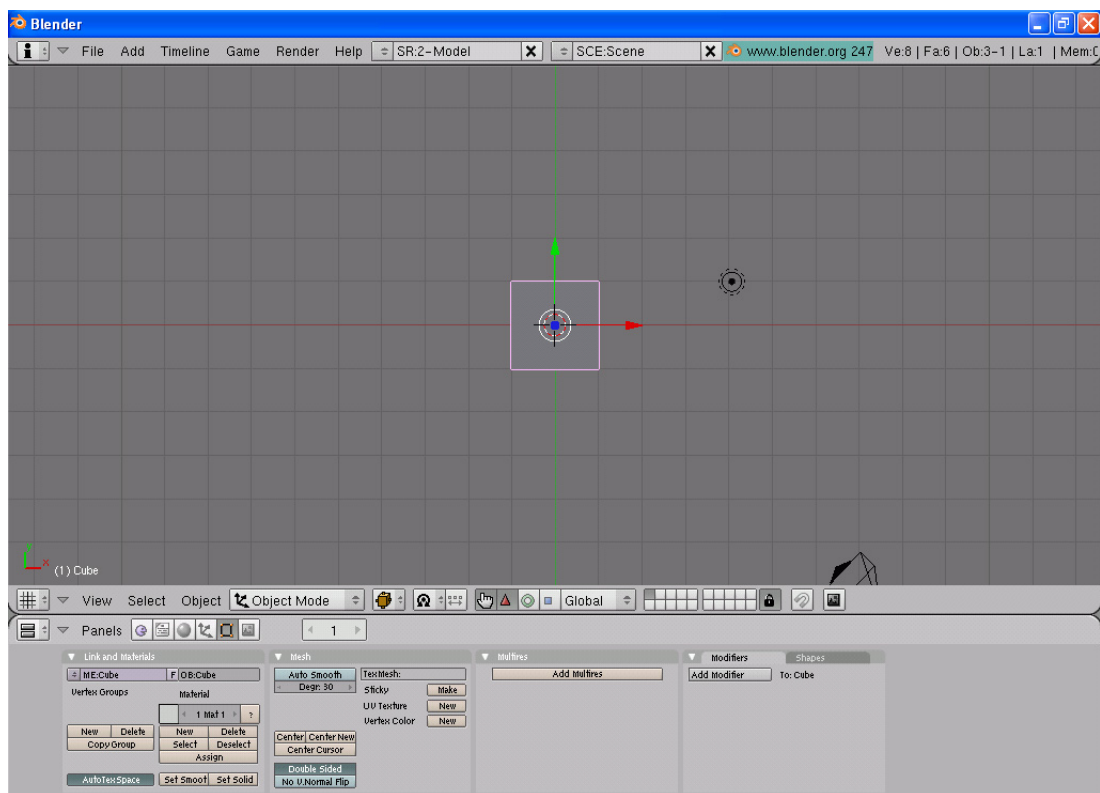 Blender
File Add Timeline Game Render Help SR:2-Model SCE:Scene www.blender.org 247 Ve:8 | Fa:6 | Ob:3-1 | La:1 | Mem:
(1) Cube
View Select Object Object Mode Global
Panels 1
Link and Materials Mesh Multires Modifiers Shapes
ME:Cube F OB:Cube Auto Smooth TexMesh: Add Multires Add Modifier To: Cube
Vertex Groups Material Degr: 30 Sticky Make
1 Mat 1 ? UV Texture New
Vertex Color New
New Delete New Delete Center Center New
Copy Group Select Deselect Center Cursor
Assign
Double Sided
AutoTexSpace Set Smoot Set Solid No V.Normal Flip